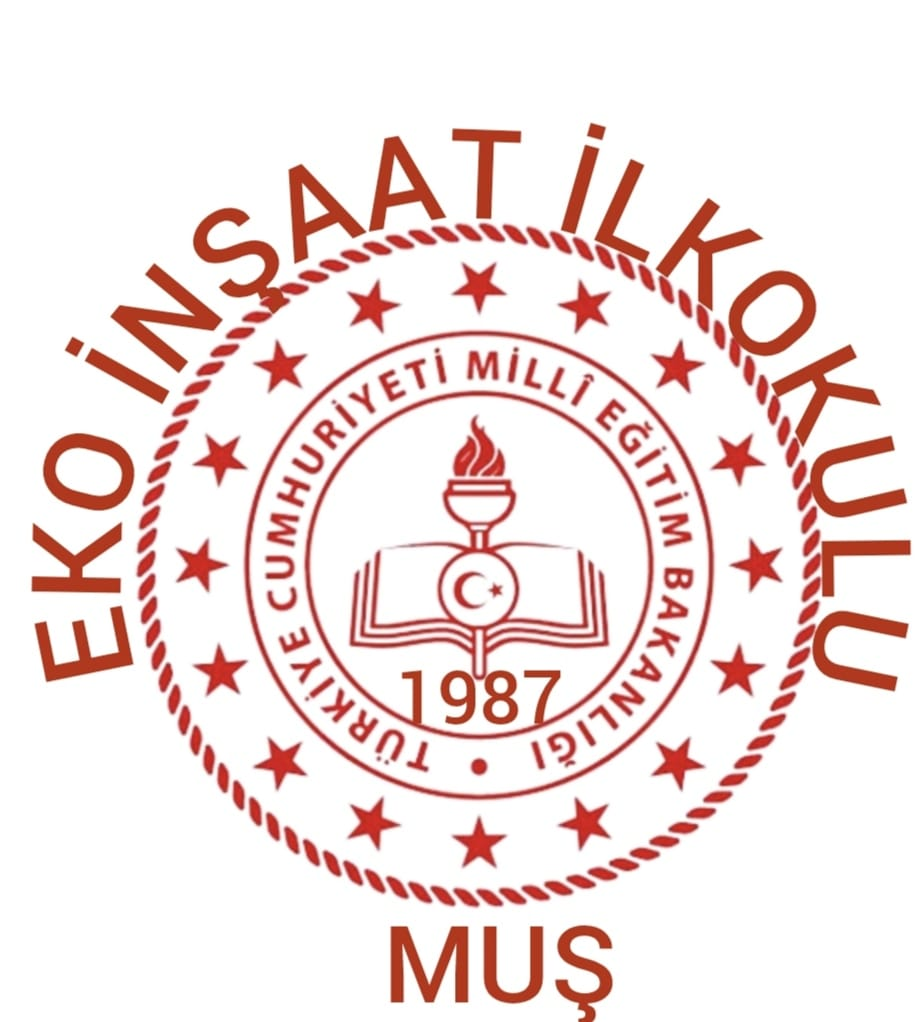 EKO İNŞAAT İLKOKULU
TÜRKİYE CUMHURİYETİ MİLLÎ EĞİTİM BAKANLIĞI
1987
MUŞ